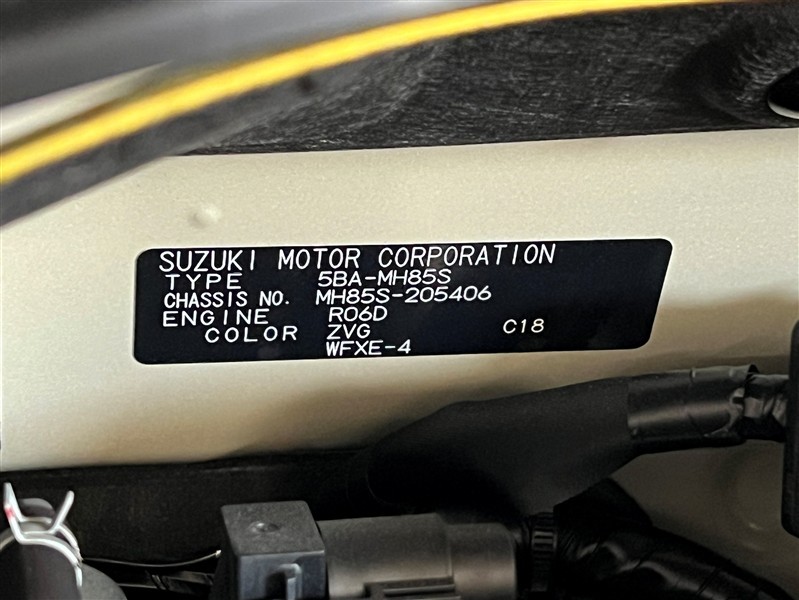 SUZUKI MOTOR CORPORATION
TYPE 5BA-MH85S
CHASSIS NO. MH85S-205406
ENGINE R06D
COLOR ZVG C18
WFXE-4